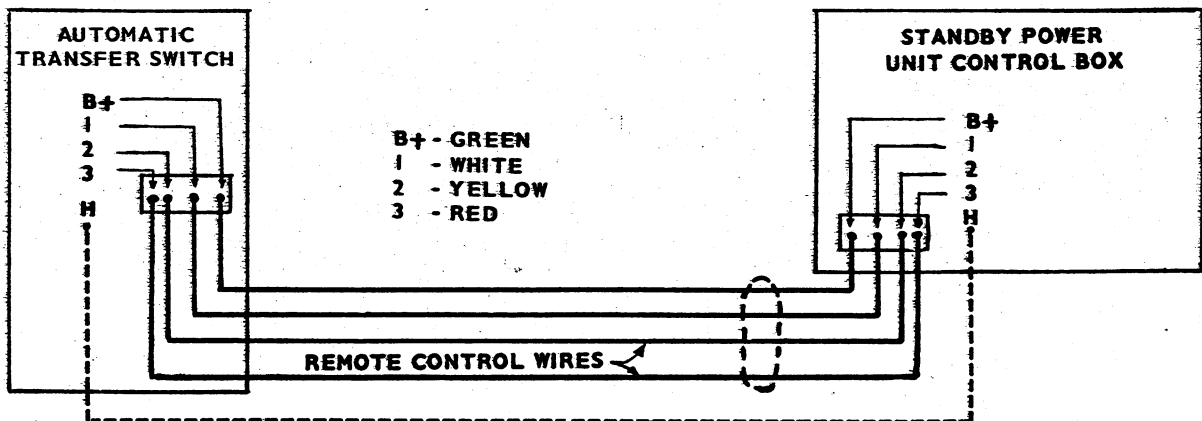 AUTOMATIC
TRANSFER SWITCH
B+
1
2
3
H
B+ - GREEN
1 - WHITE
2 - YELLOW
3 - RED
STANDBY POWER
UNIT CONTROL BOX
B+
1
2
3
H
REMOTE CONTROL WIRES